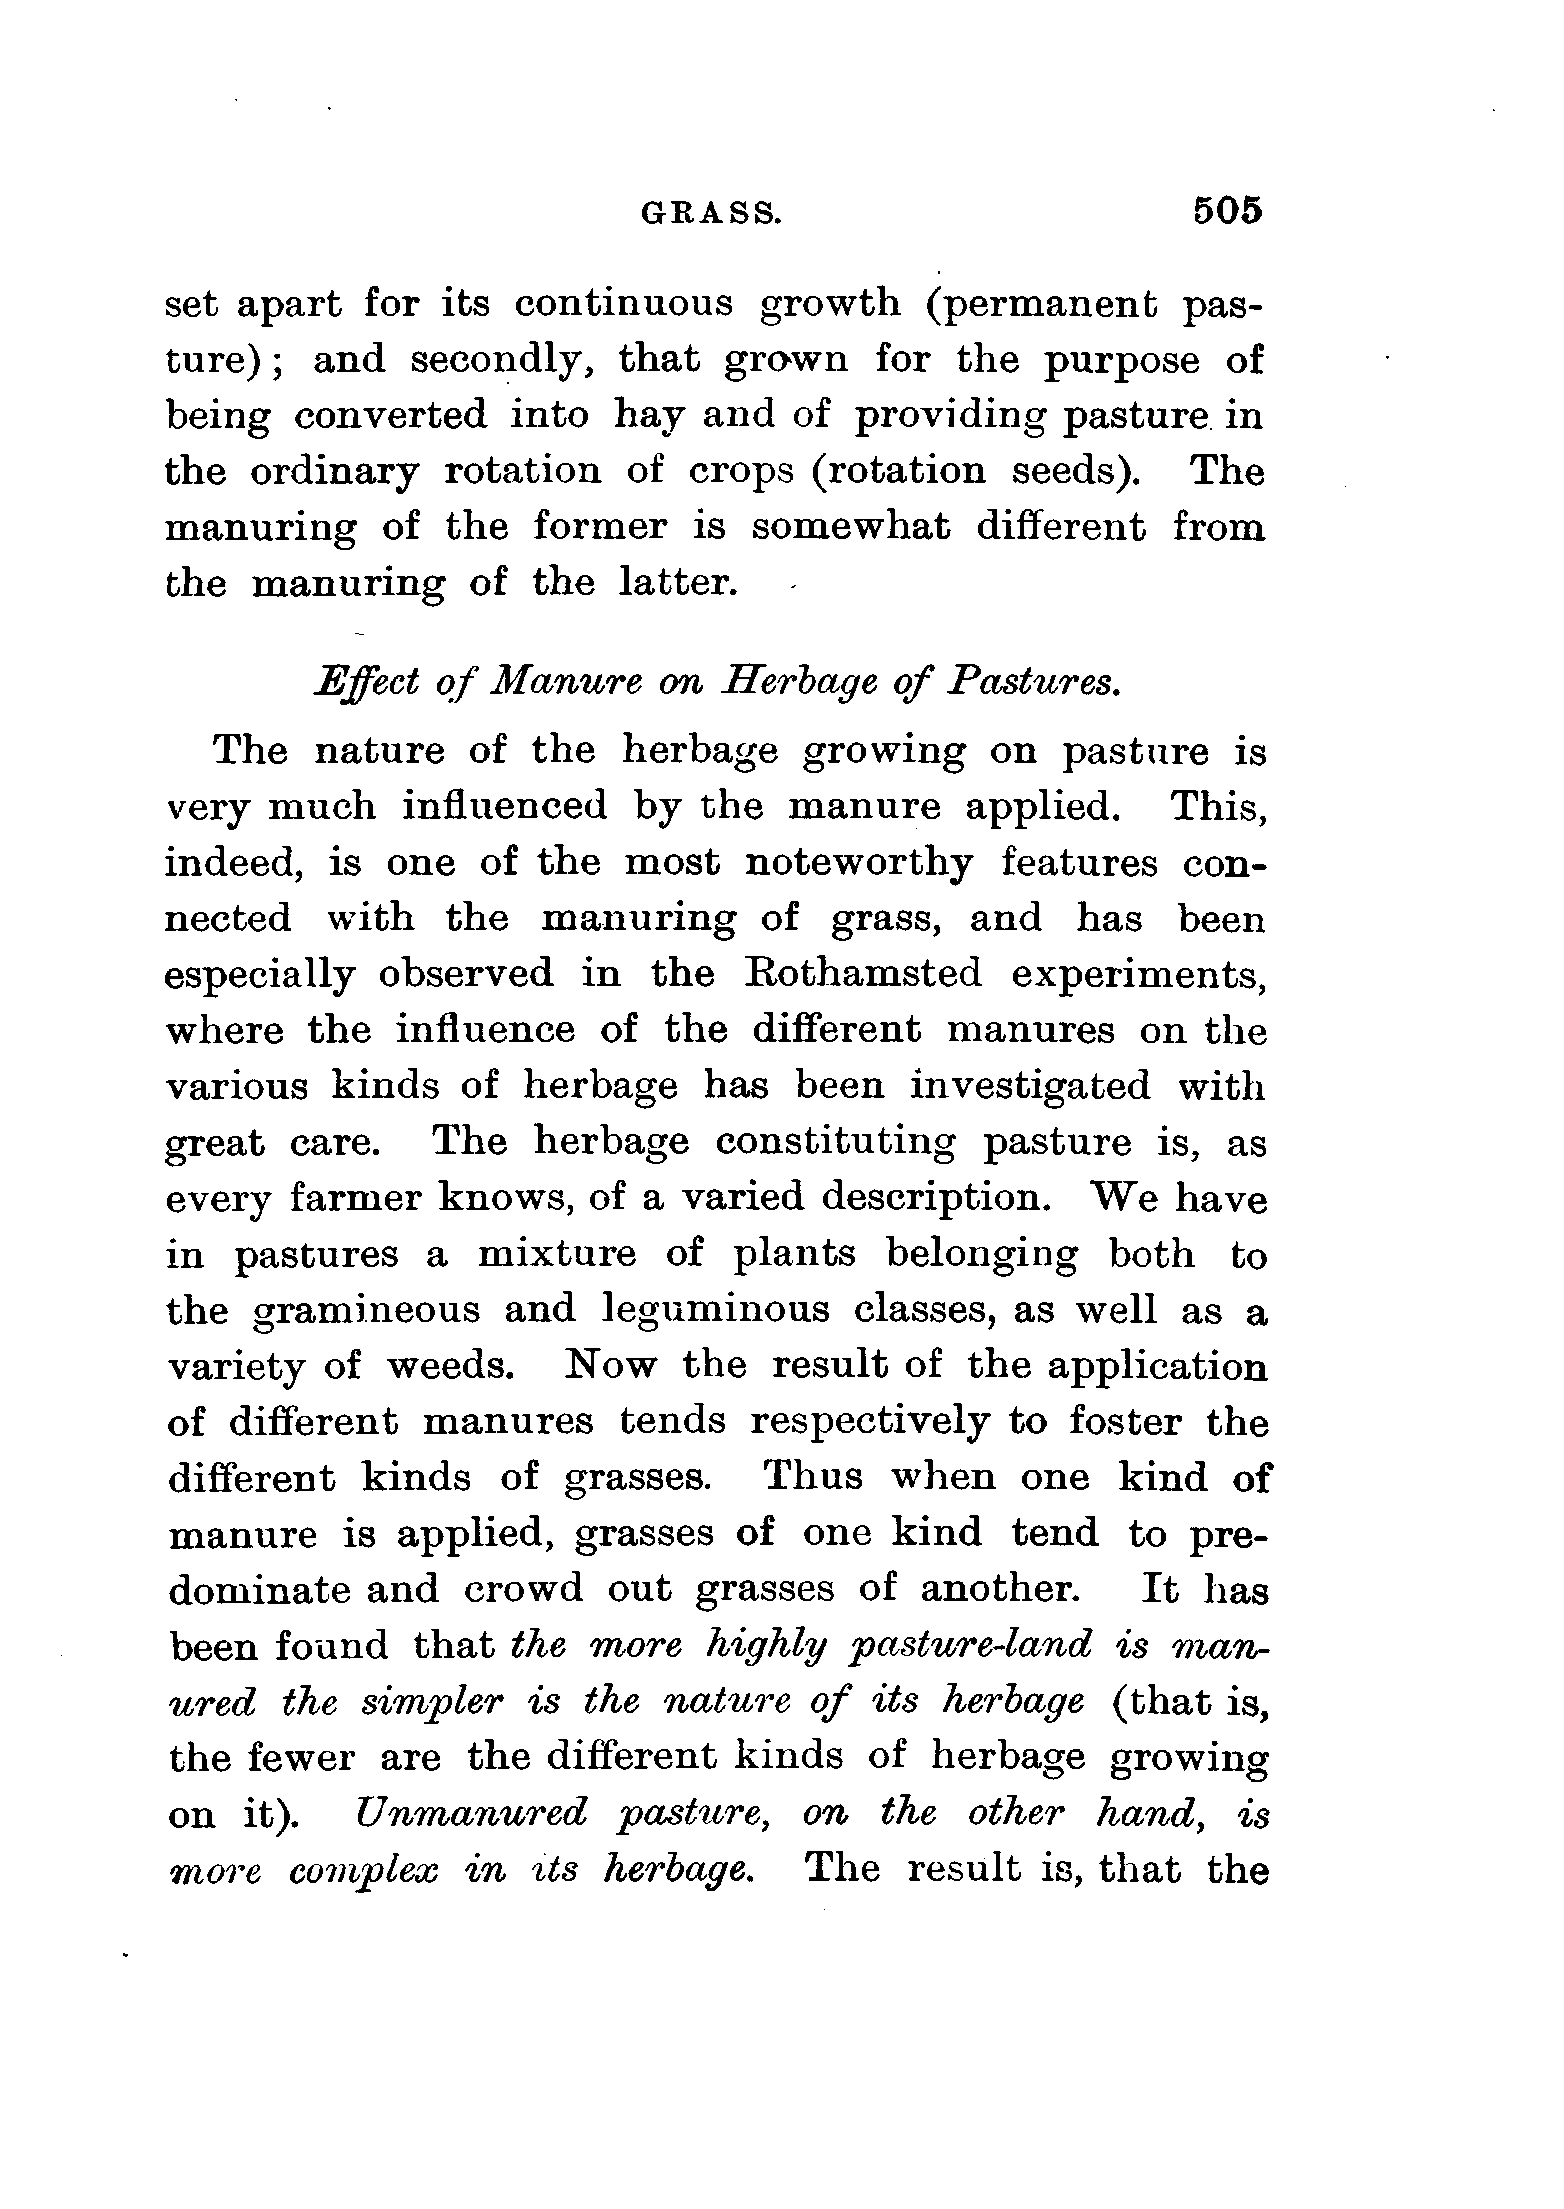 GRASS. 505
set apart for its continuous growth (permanent pas-
ture); and secondly, that grown for the purpose of
being converted into hay and of providing pasture in
the ordinary rotation of crops (rotation seeds). The
manuring of the former is somewhat different from
the manuring of the latter.
Effect of Manure on Herbage of Pastures.
The nature of the herbage growing on pasture is
very much influenced by the manure applied. This,
indeed, is one of the most noteworthy features con-
nected with the manuring of grass, and has been
especially observed in the Rothamsted experiments,
where the influence of the different manures on the
various kinds of herbage has been investigated with
great care. The herbage constituting pasture is, as
every farmer knows, of a varied description. We have
in pastures a mixture of plants belonging both to
the gramineous and leguminous classes, as well as a
variety of weeds. Now the result of the application
of different manures tends respectively to foster the
different kinds of grasses. Thus when one kind of
manure is applied, grasses of one kind tend to pre-
dominate and crowd out grasses of another. It has
been found that the more highly pasture-land is man-
ured the simpler is the nature of its herbage (that is,
the fewer are the different kinds of herbage growing
on it). Unmanured pasture, on the other hand, is
more complex in its herbage. The result is, that the